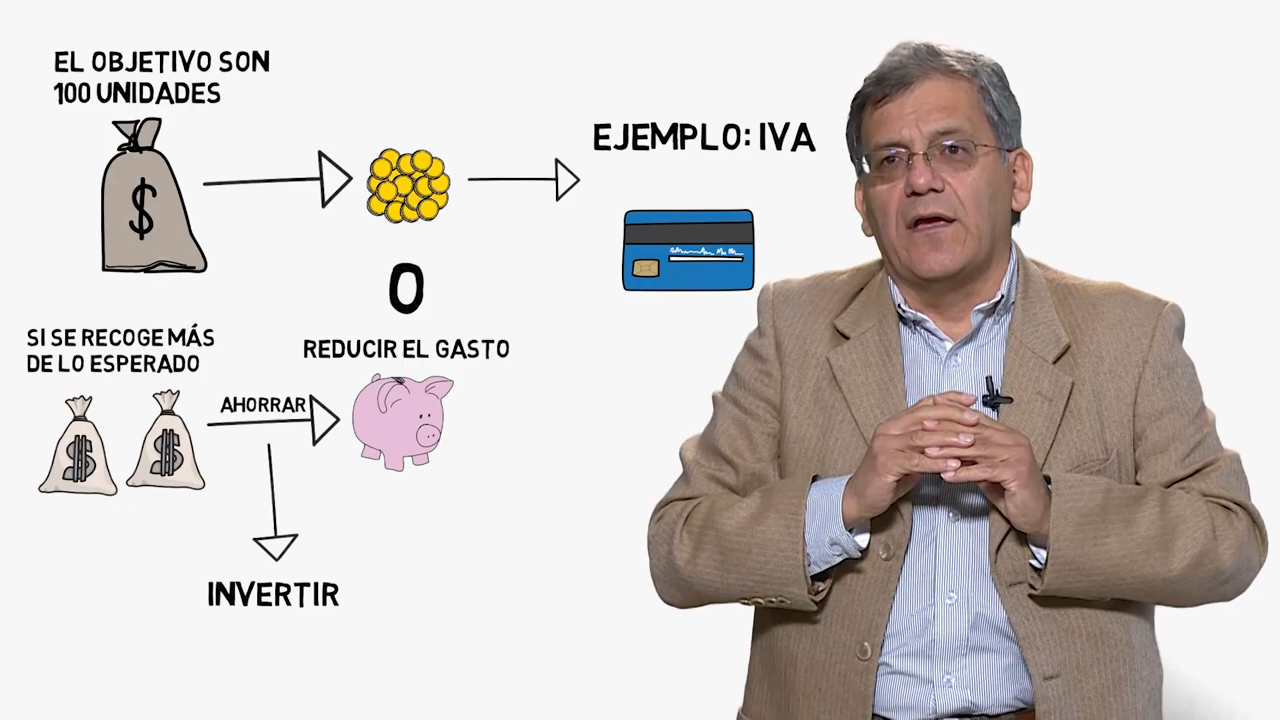 EL OBJETIVO SON
100 UNIDADES
$
EJEMPLO: IVA
O
REDUCIR EL GASTO
SI SE RECOGE MÁS
DE LO ESPERADO
AHORRAR
$ $
INVERTIR